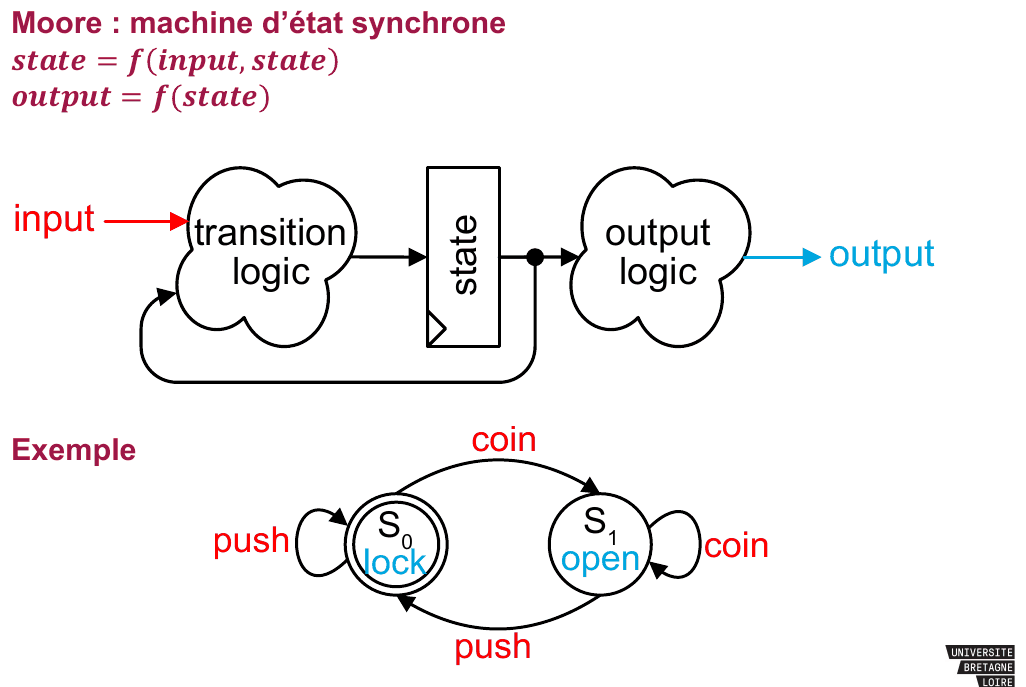 Moore : machine d’état synchrone
state = f(input, state)
output = f(state)
input
transition
logic
state
output
logic
output
Exemple
coin
push
S0
lock
S1
open
coin
push
UNIVERSITE
BRETAGNE
LOIRE